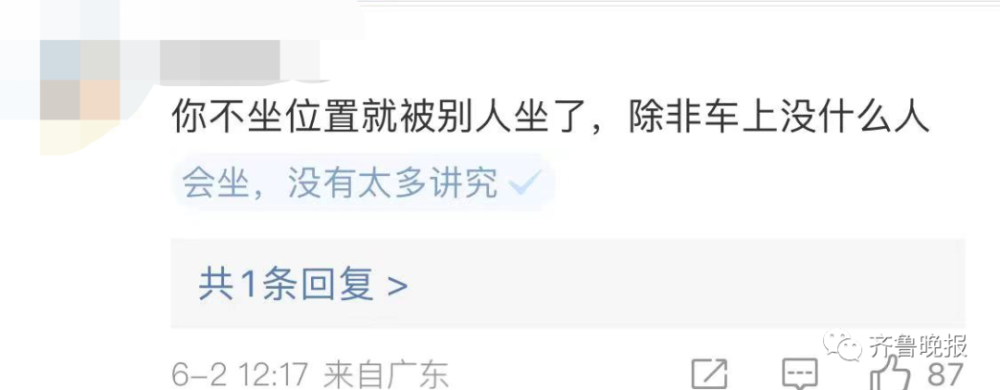 你不坐位置就被别人坐了，除非车上没什么人
会坐，没有太多讲究
共1条回复 >
6-2 12:17 来自广东 87
齐鲁晚报